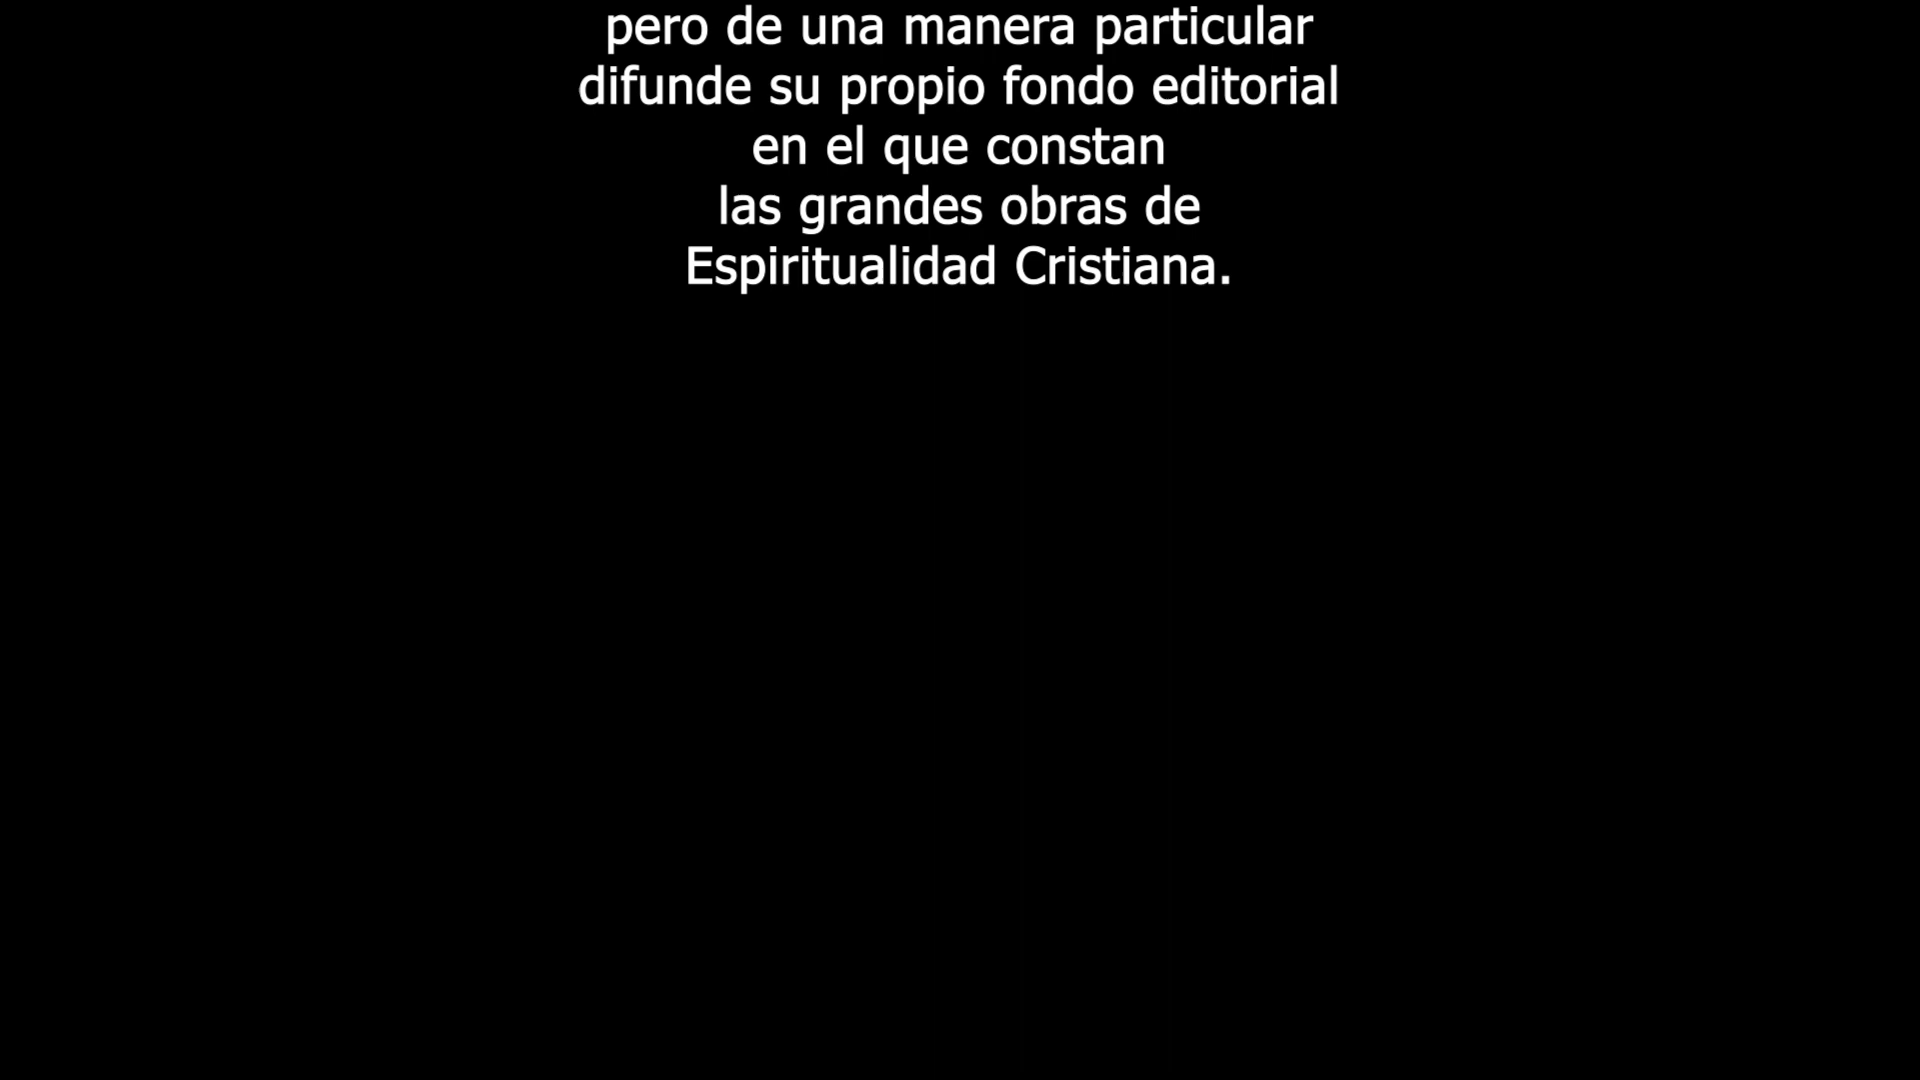 pero de una manera particular
difunde su propio fondo editorial
en el que constan
las grandes obras de
Espiritualidad Cristiana.